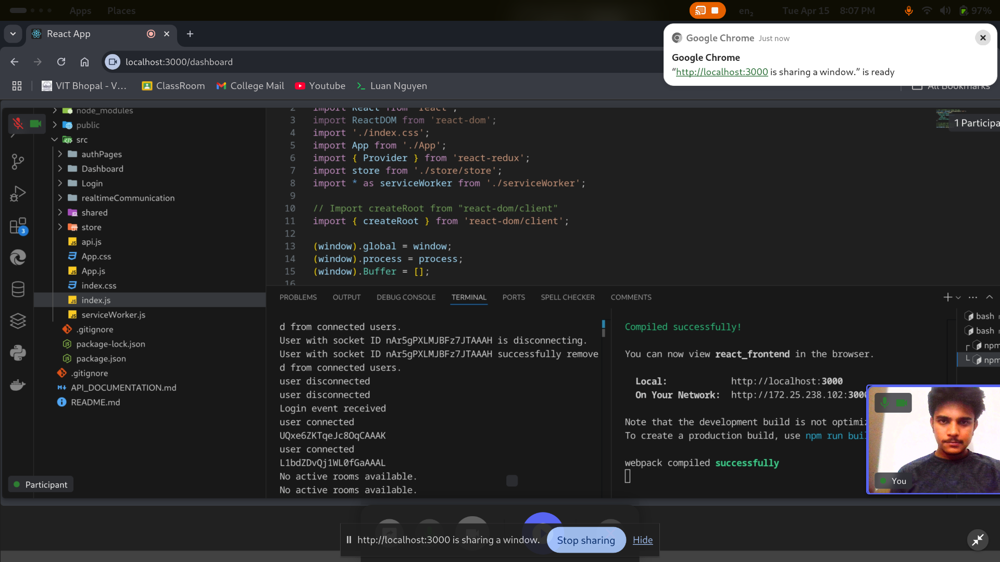 Apps Places
en2
Tue Apr 15 8:07 PM
97%
React App
localhost:3000/dashboard
Google Chrome Just now
Google Chrome
“http://localhost:3000 is sharing a window.” is ready
VIT Bhopal - V...
ClassRoom
College Mail
Youtube
Luan Nguyen
All Bookmarks
node_modules
public
src
authPages
Dashboard
Login
realtimeCommunication
shared
store
api.js
App.css
App.js
index.css
index.js
serviceWorker.js
.gitignore
package-lock.json
package.json
.gitignore
API_DOCUMENTATION.md
README.md
3
Participant
2 import React from 'react';
3 import ReactDOM from 'react-dom';
4 import './index.css';
5 import App from './App';
6 import { Provider } from 'react-redux';
7 import store from './store/store';
8 import * as serviceWorker from './serviceWorker';
9
10 // Import createRoot from "react-dom/client"
11 import { createRoot } from 'react-dom/client';
12
13 (window).global = window;
14 (window).process = process;
15 (window).Buffer = [];
16
1 Participa
PROBLEMS OUTPUT DEBUG CONSOLE TERMINAL PORTS SPELL CHECKER COMMENTS
d from connected users.
User with socket ID nAr5gPXLMJBFz7JTAAAH is disconnecting.
User with socket ID nAr5gPXLMJBFz7JTAAAH successfully remove
d from connected users.
user disconnected
user disconnected
Login event received
user connected
UQxe6ZKTqeJc8OqCAAAK
user connected
L1bdZDvQj1WL0fGaAAAL
No active rooms available.
No active rooms available.
Compiled successfully!
You can now view react_frontend in the browser.
Local: http://localhost:3000
On Your Network: http://172.25.238.102:3000
Note that the development build is not optimiz
To create a production build, use npm run buil
webpack compiled successfully
bash
bash
npm
npm
You
http://localhost:3000 is sharing a window.
Stop sharing
Hide